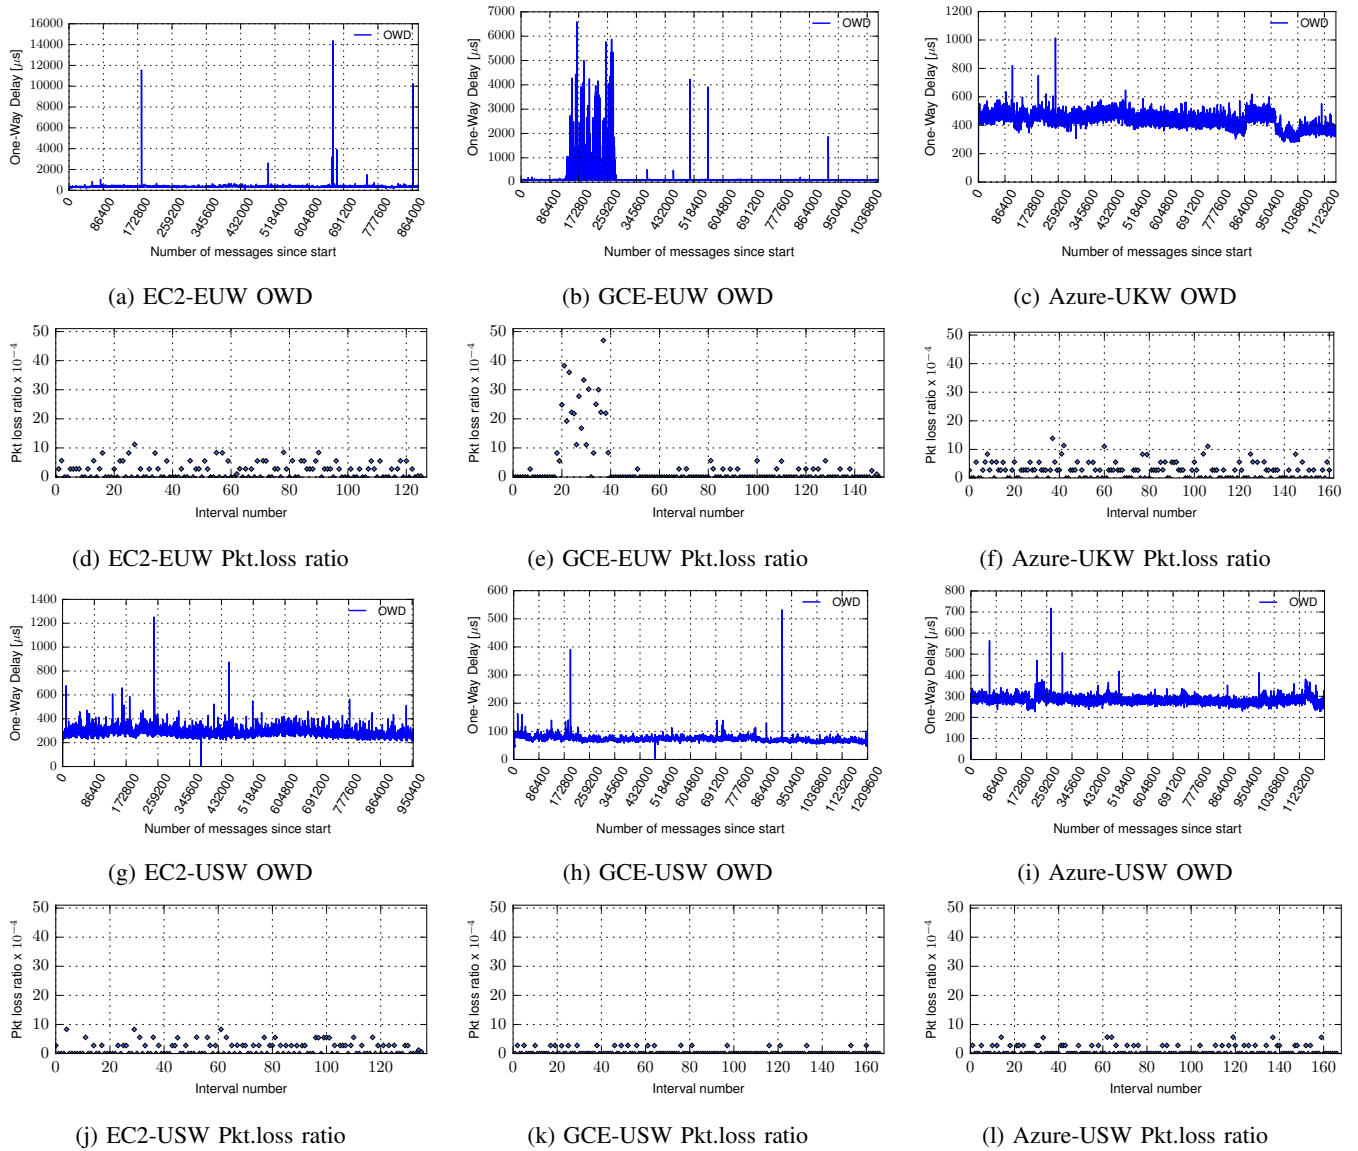 One-Way Delay [μs]
16000
14000
12000
10000
8000
6000
4000
2000
0
OWD
0 86400 172800 259200 345600 432000 518400 604800 691200 777600 864000
Number of messages since start
(a) EC2-EUW OWD
One-Way Delay [μs]
7000
6000
5000
4000
3000
2000
1000
0
OWD
0 86400 172800 259200 345600 432000 518400 604800 691200 777600 864000 950400 1036800
Number of messages since start
(b) GCE-EUW OWD
One-Way Delay [μs]
1200
1000
800
600
400
200
0
OWD
0 86400 172800 259200 345600 432000 518400 604800 691200 777600 864000 950400 1036800 1123200
Number of messages since start
(c) Azure-UKW OWD
Pkt loss ratio x 10⁻⁴
50
40
30
20
10
0
0 20 40 60 80 100 120
Interval number
(d) EC2-EUW Pkt.loss ratio
Pkt loss ratio x 10⁻⁴
50
40
30
20
10
0
0 20 40 60 80 100 120 140
Interval number
(e) GCE-EUW Pkt.loss ratio
Pkt loss ratio x 10⁻⁴
50
40
30
20
10
0
0 20 40 60 80 100 120 140 160
Interval number
(f) Azure-UKW Pkt.loss ratio
One-Way Delay [μs]
1400
1200
1000
800
600
400
200
0
OWD
0 86400 172800 259200 345600 432000 518400 604800 691200 777600 864000 950400
Number of messages since start
(g) EC2-USW OWD
One-Way Delay [μs]
600
500
400
300
200
100
0
OWD
0 86400 172800 259200 345600 432000 518400 604800 691200 777600 864000 950400 1036800 1123200 1209600
Number of messages since start
(h) GCE-USW OWD
One-Way Delay [μs]
800
700
600
500
400
300
200
100
0
OWD
0 86400 172800 259200 345600 432000 518400 604800 691200 777600 864000 950400 1036800 1123200
Number of messages since start
(i) Azure-USW OWD
Pkt loss ratio x 10⁻⁴
50
40
30
20
10
0
0 20 40 60 80 100 120
Interval number
(j) EC2-USW Pkt.loss ratio
Pkt loss ratio x 10⁻⁴
50
40
30
20
10
0
0 20 40 60 80 100 120 140 160
Interval number
(k) GCE-USW Pkt.loss ratio
Pkt loss ratio x 10⁻⁴
50
40
30
20
10
0
0 20 40 60 80 100 120 140 160
Interval number
(l) Azure-USW Pkt.loss ratio